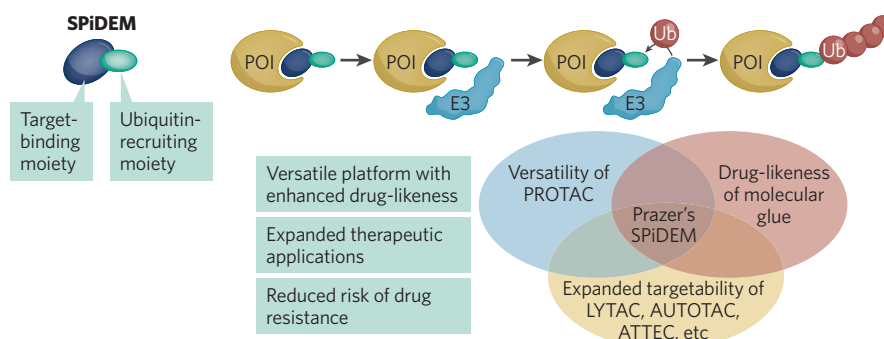 SPiDEM
Target-
binding
moiety
Ubiquitin-
recruiting
moiety
POI
POI
E3
POI
Ub
E3
POI
Ub
Versatile platform with
enhanced drug-likeness
Expanded therapeutic
applications
Reduced risk of drug
resistance
Versatility of
PROTAC
Drug-likeness
of molecular
glue
Prazer's
SPiDEM
Expanded targetability of
LYTAC, AUTOTAC,
ATTEC, etc